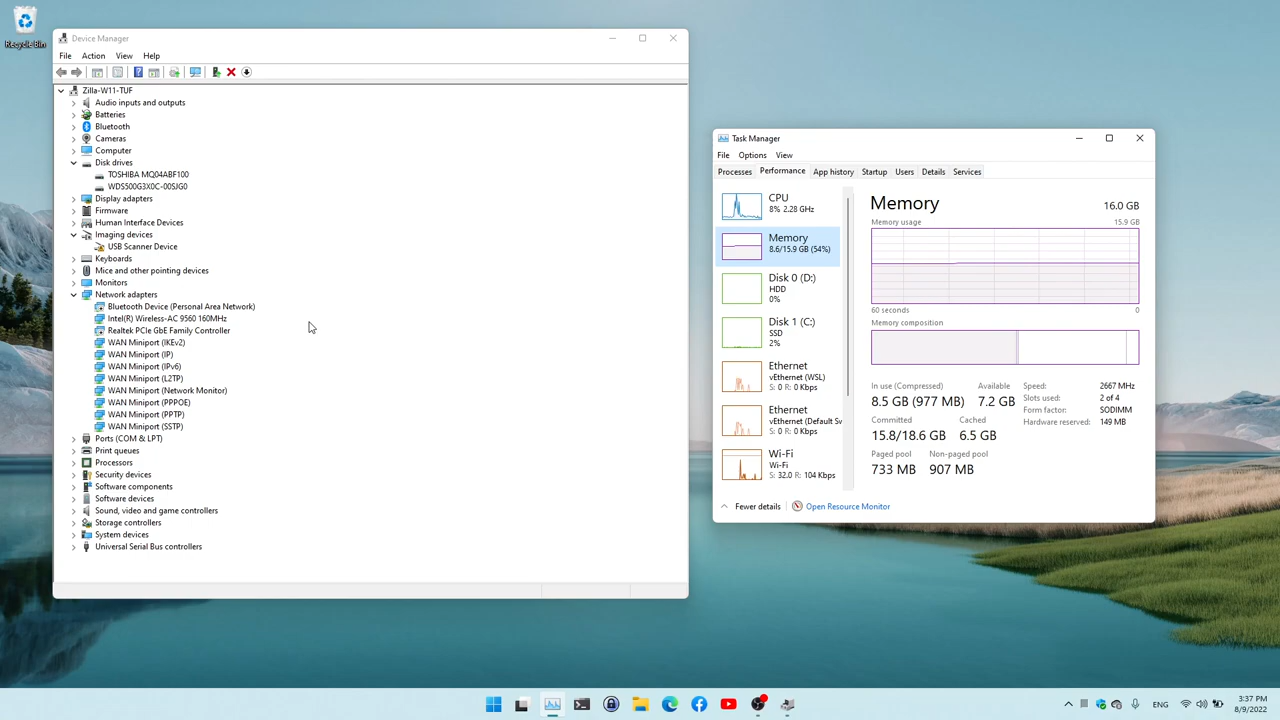 Recycle Bin
Device Manager
File Action View Help
Zilla-W11-TUF
Audio inputs and outputs
Batteries
Bluetooth
Cameras
Computer
Disk drives
TOSHIBA MQ04ABF100
WDS500G3X0C-00SJG0
Display adapters
Firmware
Human Interface Devices
Imaging devices
USB Scanner Device
Keyboards
Mice and other pointing devices
Monitors
Network adapters
Bluetooth Device (Personal Area Network)
Intel(R) Wireless-AC 9560 160MHz
Realtek PCIe GbE Family Controller
WAN Miniport (IKEv2)
WAN Miniport (IP)
WAN Miniport (IPv6)
WAN Miniport (L2TP)
WAN Miniport (Network Monitor)
WAN Miniport (PPPOE)
WAN Miniport (PPTP)
WAN Miniport (SSTP)
Ports (COM & LPT)
Print queues
Processors
Security devices
Software components
Software devices
Sound, video and game controllers
Storage controllers
System devices
Universal Serial Bus controllers
Task Manager
File Options View
Processes Performance App history Startup Users Details Services
CPU
8% 2.28 GHz
Memory
8.6/15.9 GB (54%)
Disk 0 (D:)
HDD
0%
Disk 1 (C:)
SSD
2%
Ethernet
vEthernet (WSL)
S: 0 R: 0 Kbps
Ethernet
vEthernet (Default Sw
S: 0 R: 0 Kbps
Wi-Fi
Wi-Fi
S: 32.0 R: 104 Kbps
Memory 16.0 GB
Memory usage 15.9 GB
60 seconds 0
Memory composition
In use (Compressed) Available
8.5 GB (977 MB) 7.2 GB
Committed Cached
15.8/18.6 GB 6.5 GB
Paged pool Non-paged pool
733 MB 907 MB
Speed: 2667 MHz
Slots used: 2 of 4
Form factor: SODIMM
Hardware reserved: 149 MB
Fewer details Open Resource Monitor
ENG
3:37 PM
8/9/2022